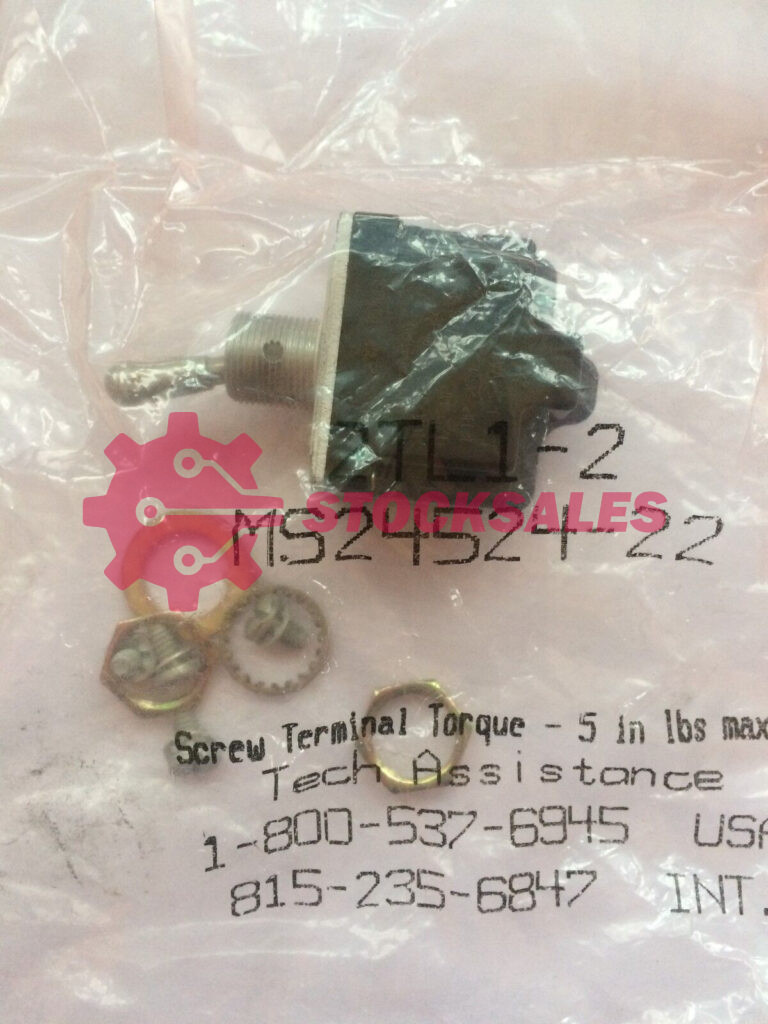 2TL1-2
STOCKSALES
MS24524-22
Screw Terminal Torque - 5 in lbs max
Tech Assistance
1-800-537-6945 USA
815-235-6847 INT.